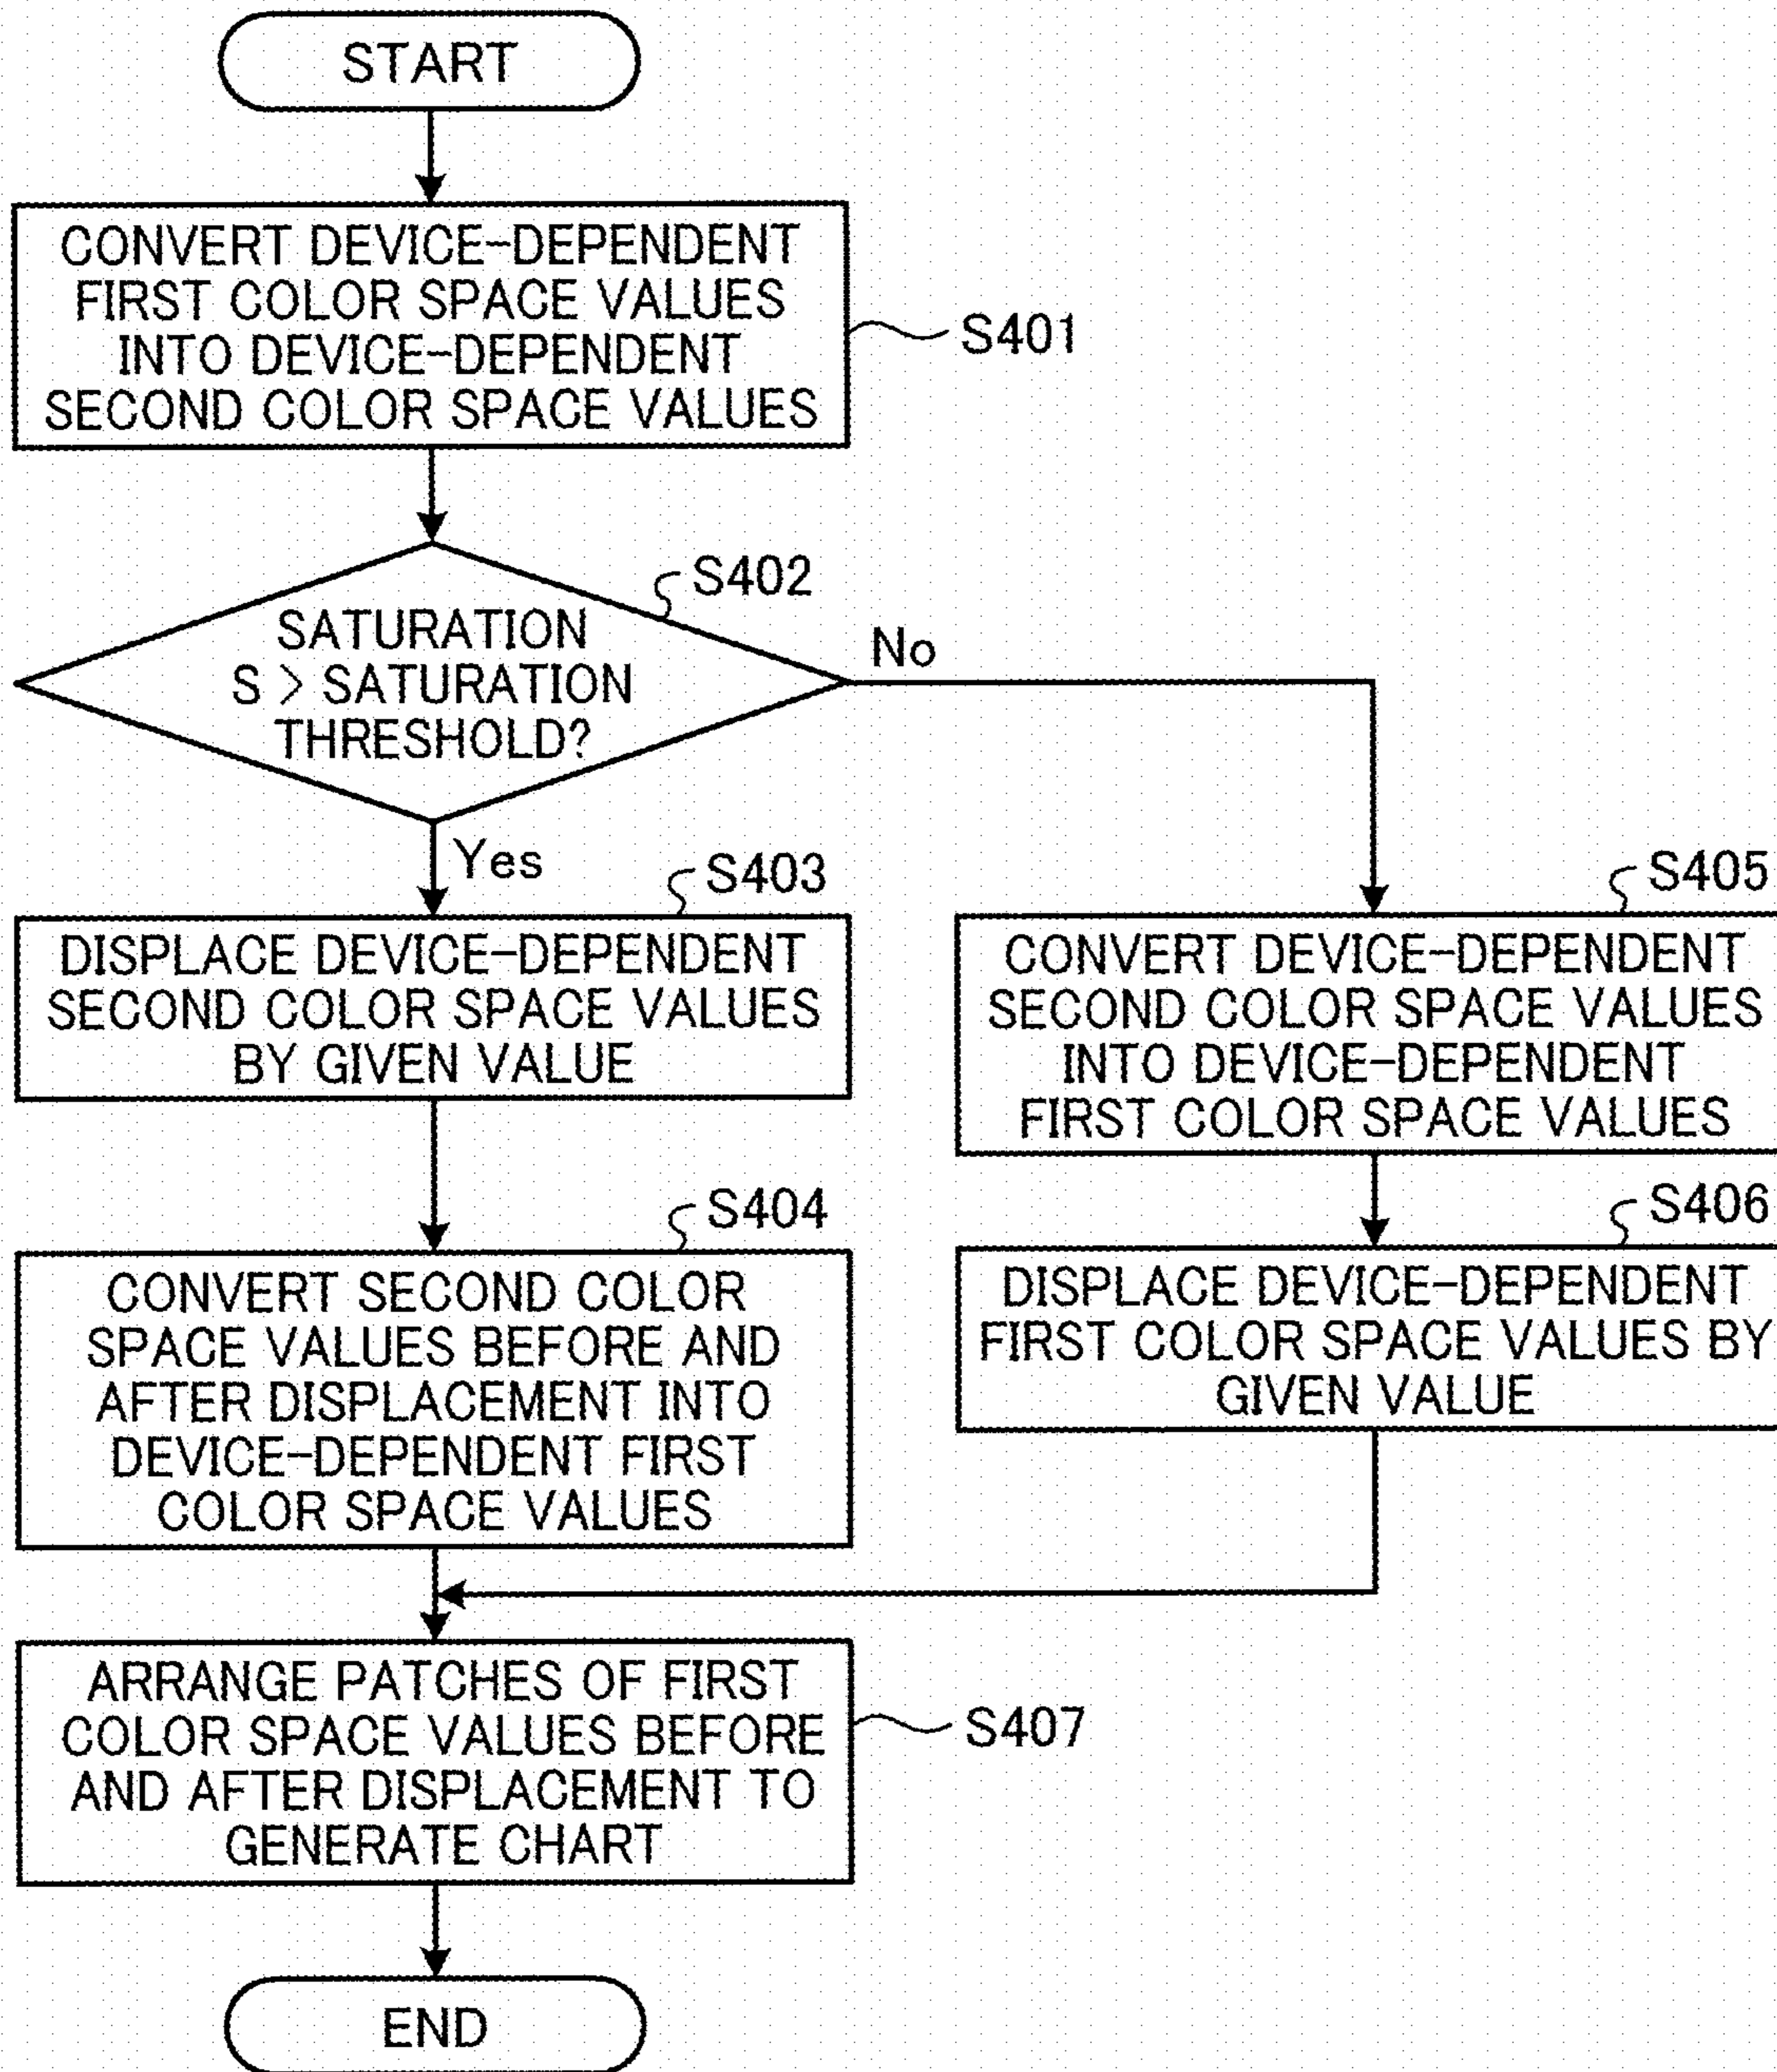 START
CONVERT DEVICE-DEPENDENT
FIRST COLOR SPACE VALUES
INTO DEVICE-DEPENDENT
SECOND COLOR SPACE VALUES
S401
SATURATION
S > SATURATION
THRESHOLD?
S402
No
Yes
DISPLACE DEVICE-DEPENDENT
SECOND COLOR SPACE VALUES
BY GIVEN VALUE
S403
CONVERT SECOND COLOR
SPACE VALUES BEFORE AND
AFTER DISPLACEMENT INTO
DEVICE-DEPENDENT FIRST
COLOR SPACE VALUES
S404
CONVERT DEVICE-DEPENDENT
SECOND COLOR SPACE VALUES
INTO DEVICE-DEPENDENT
FIRST COLOR SPACE VALUES
S405
DISPLACE DEVICE-DEPENDENT
FIRST COLOR SPACE VALUES BY
GIVEN VALUE
S406
ARRANGE PATCHES OF FIRST
COLOR SPACE VALUES BEFORE
AND AFTER DISPLACEMENT TO
GENERATE CHART
S407
END